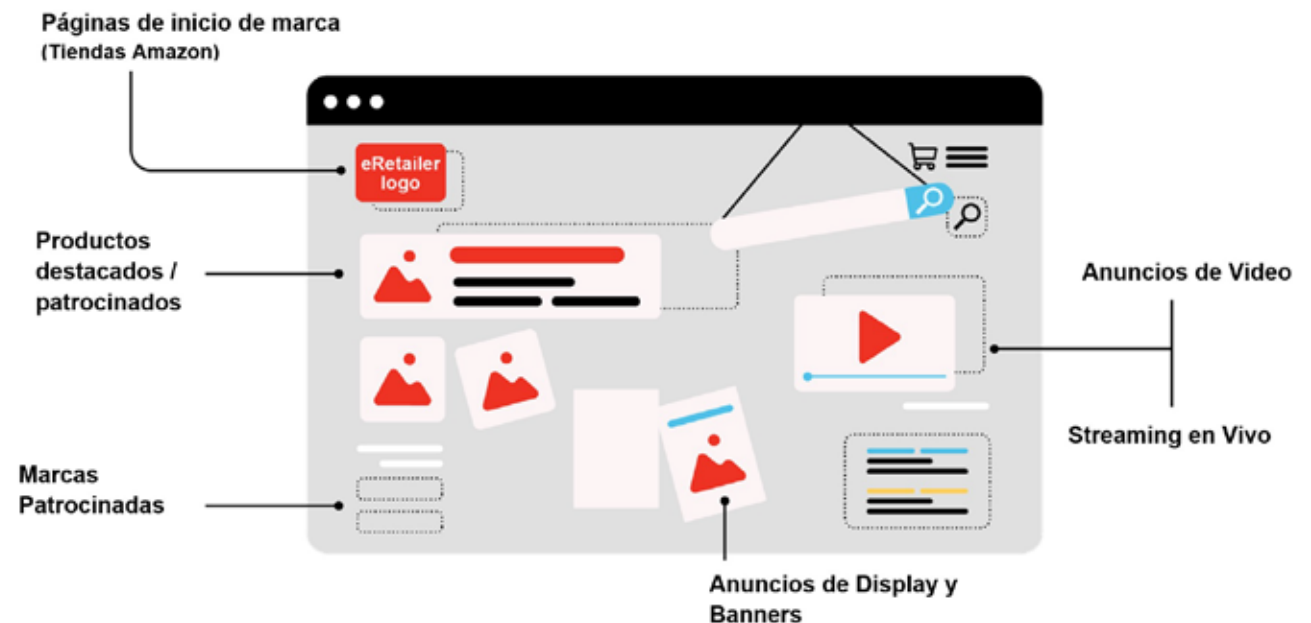 Páginas de inicio de marca
(Tiendas Amazon)
eRetailer
logo
Productos
destacados /
patrocinados
Anuncios de Video
Streaming en Vivo
Marcas
Patrocinadas
Anuncios de Display y
Banners